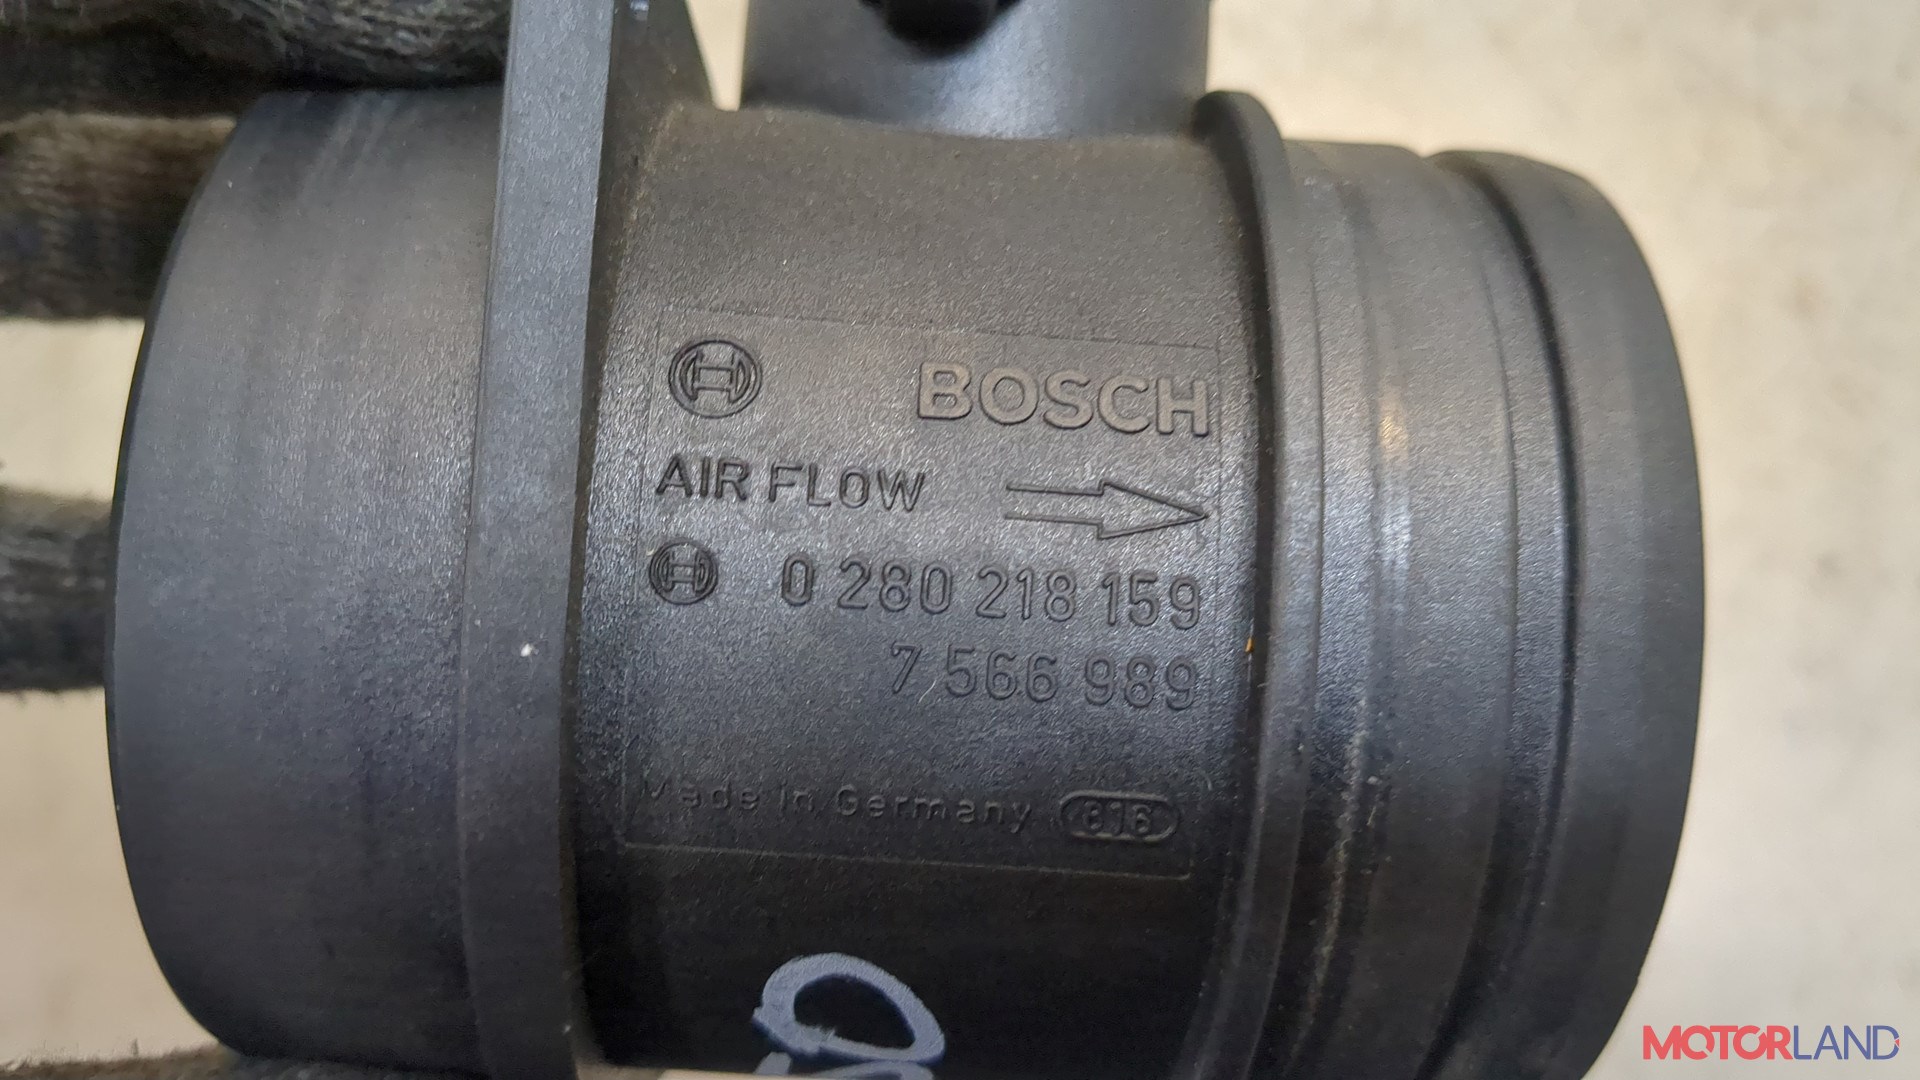 BOSCH
AIR FLOW
0 280 218 159
7 566 989
Made in Germany 816
MOTORLAND